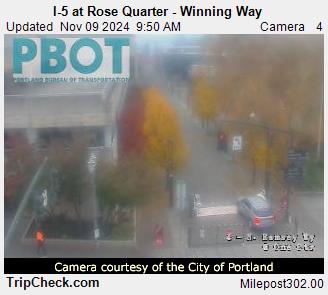 I-5 at Rose Quarter - Winning Way
Updated Nov 09 2024 9:50 AM Camera 4
PBOT
PORTLAND BUREAU OF TRANSPORTATION
Camera courtesy of the City of Portland
TripCheck.com Milepost302.00